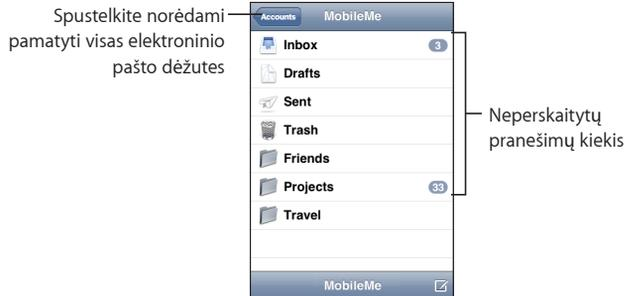 Spustelkite norėdami
pamatyti visas elektroninio
pašto dėžutes
Accounts
MobileMe
Inbox
3
Drafts
Sent
Trash
Friends
Projects
33
Travel
MobileMe
Neperskaitytų
pranešimų kiekis